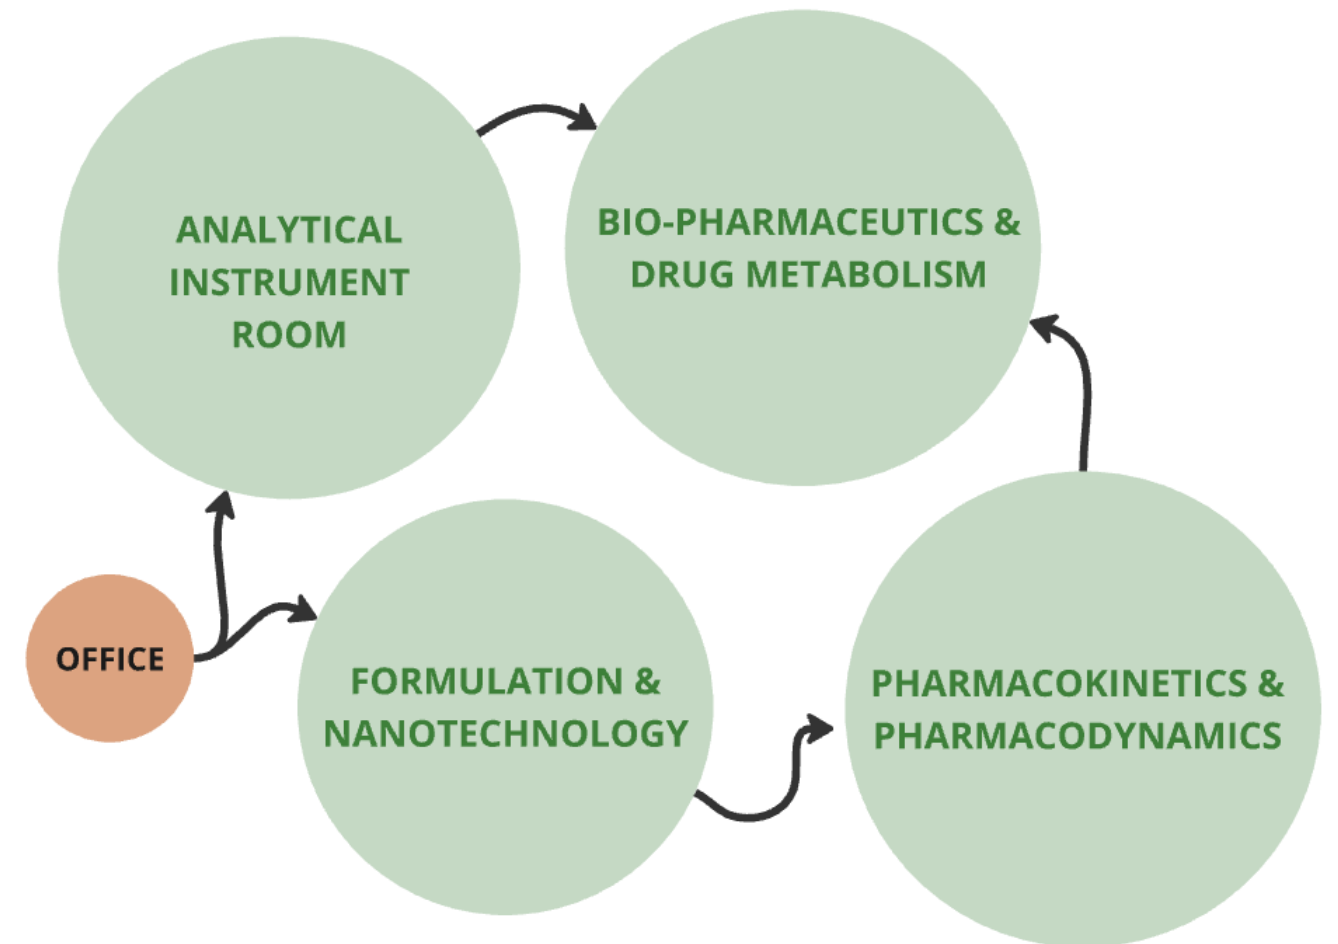 ANALYTICAL
INSTRUMENT
ROOM
BIO-PHARMACEUTICS &
DRUG METABOLISM
OFFICE
FORMULATION &
NANOTECHNOLOGY
PHARMACOKINETICS &
PHARMACODYNAMICS